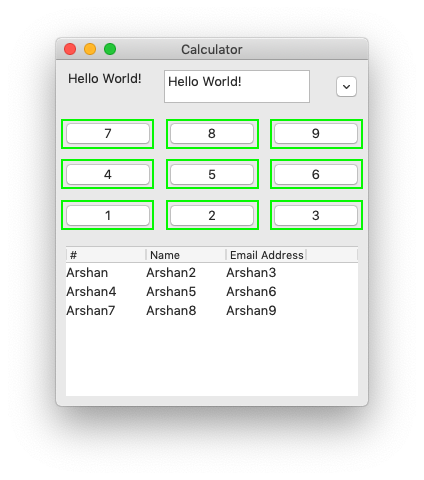 Calculator
Hello World! Hello World!
7 8 9
4 5 6
1 2 3
# Name Email Address
Arshan Arshan2 Arshan3
Arshan4 Arshan5 Arshan6
Arshan7 Arshan8 Arshan9